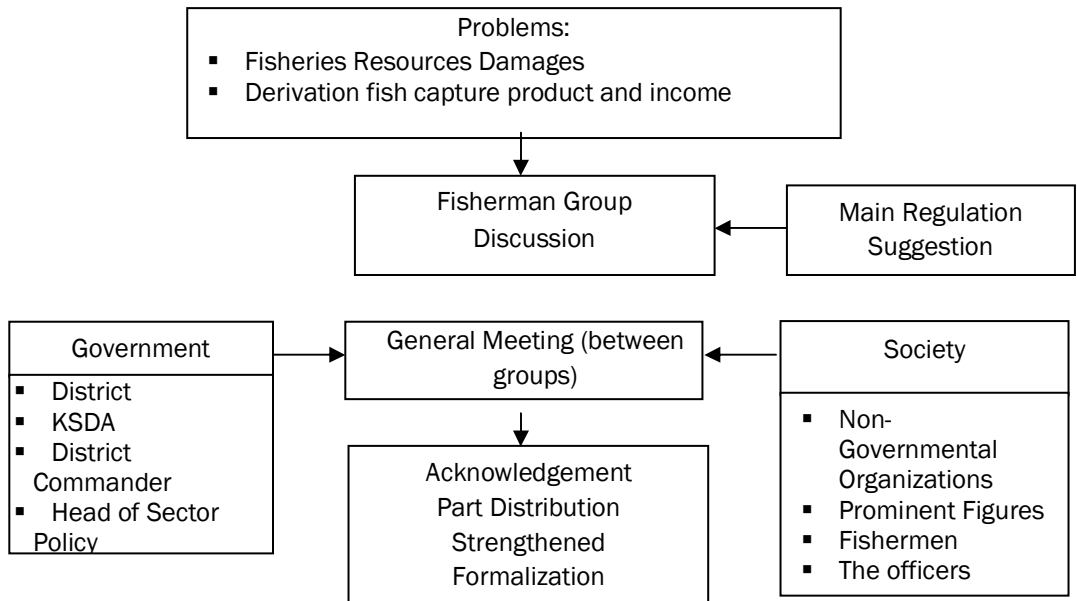 Problems:
▪ Fisheries Resources Damages
▪ Derivation fish capture product and income
Fisherman Group
Discussion
Main Regulation
Suggestion
Government
▪ District
▪ KSDA
▪ District
Commander
▪ Head of Sector
Policy
General Meeting (between
groups)
Society
▪ Non-
Governmental
Organizations
▪ Prominent Figures
▪ Fishermen
▪ The officers
Acknowledgement
Part Distribution
Strengthened
Formalization